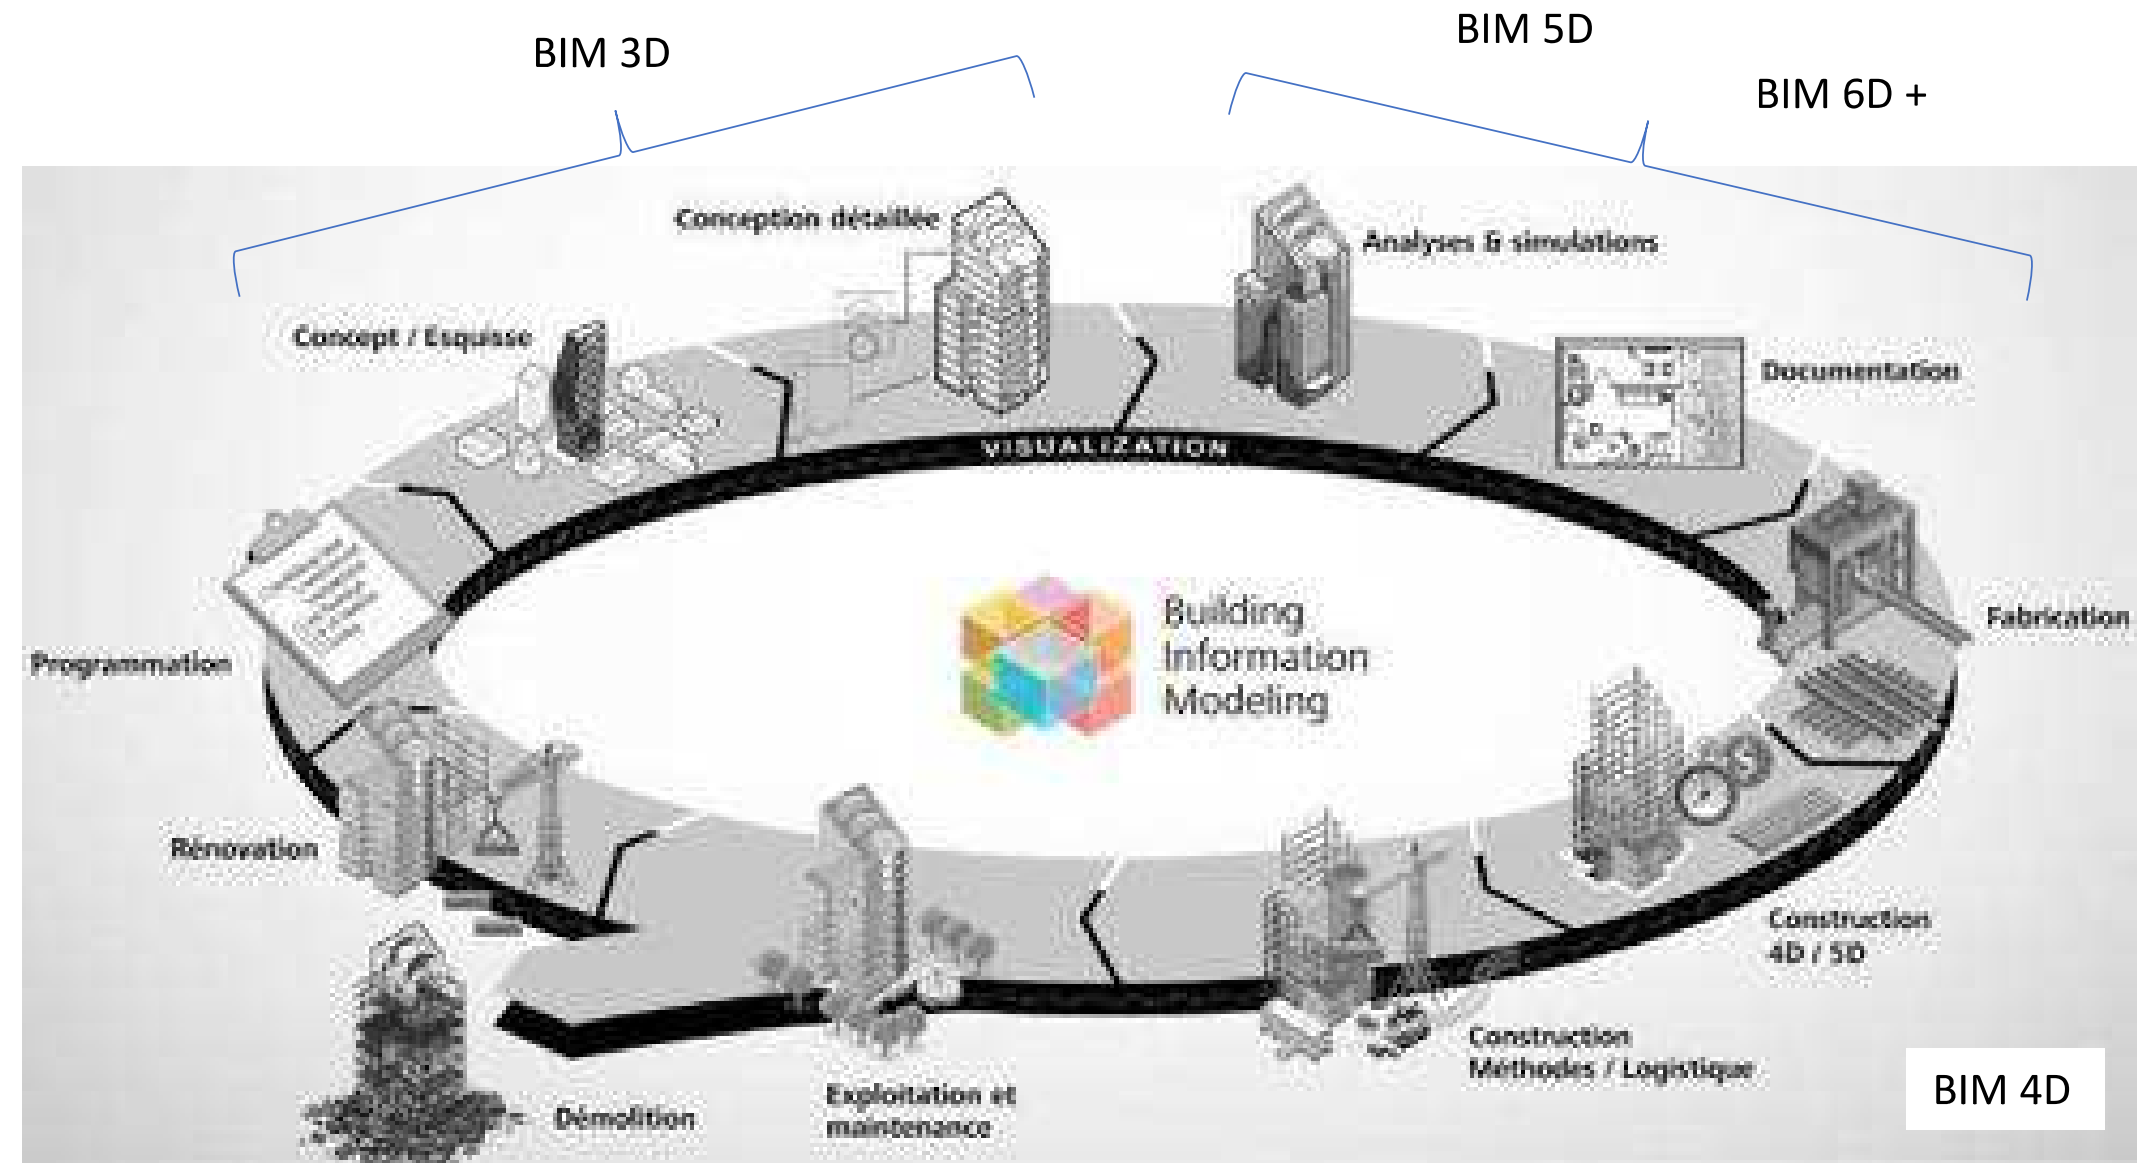 BIM 3D
BIM 5D
BIM 6D +
Conception détaillée
Analyses & simulations
Concept / Esquisse
Documentation
VISUALIZATION
Building
Information
Modeling
Fabrication
Programmation
Rénovation
Construction
4D / 5D
Construction
Méthodes / Logistique
BIM 4D
Exploitation et
maintenance
Démolition